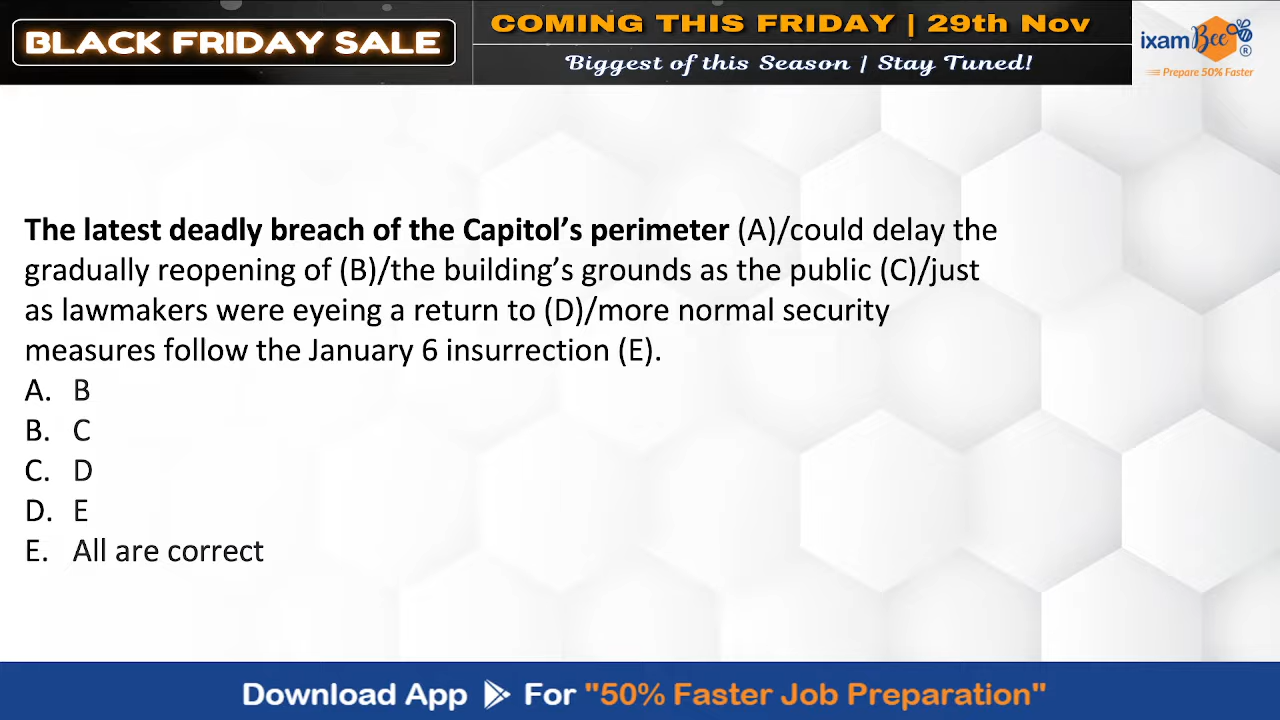 BLACK FRIDAY SALE
COMING THIS FRIDAY | 29th Nov
Biggest of this Season | Stay Tuned!
ixamBee®
Prepare 50% Faster
The latest deadly breach of the Capitol’s perimeter (A)/could delay the
gradually reopening of (B)/the building’s grounds as the public (C)/just
as lawmakers were eyeing a return to (D)/more normal security
measures follow the January 6 insurrection (E).
A. B
B. C
C. D
D. E
E. All are correct
Download App For "50% Faster Job Preparation"